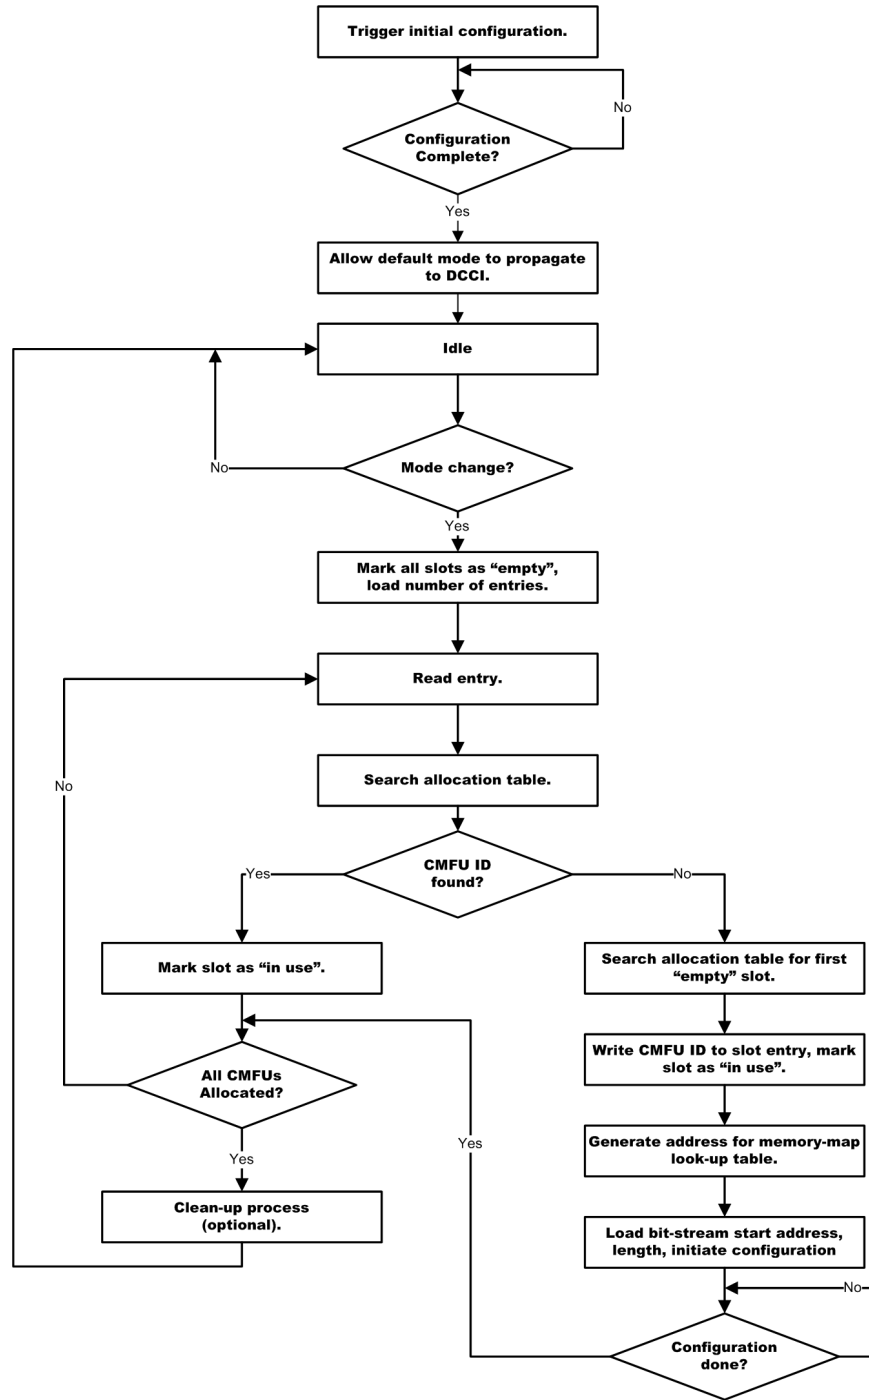 Trigger initial configuration.
No
Configuration
Complete?
Yes
Allow default mode to propagate
to DCCI.
Idle
Mode change?
No
Yes
Mark all slots as “empty”,
load number of entries.
Read entry.
Search allocation table.
No
CMFU ID
found?
Yes
No
Mark slot as “in use”.
Search allocation table for first
“empty” slot.
Write CMFU ID to slot entry, mark
slot as “in use”.
All CMFUs
Allocated?
Yes
Generate address for memory-map
look-up table.
Yes
Clean-up process
(optional).
Load bit-stream start address,
length, initiate configuration
No
Configuration
done?